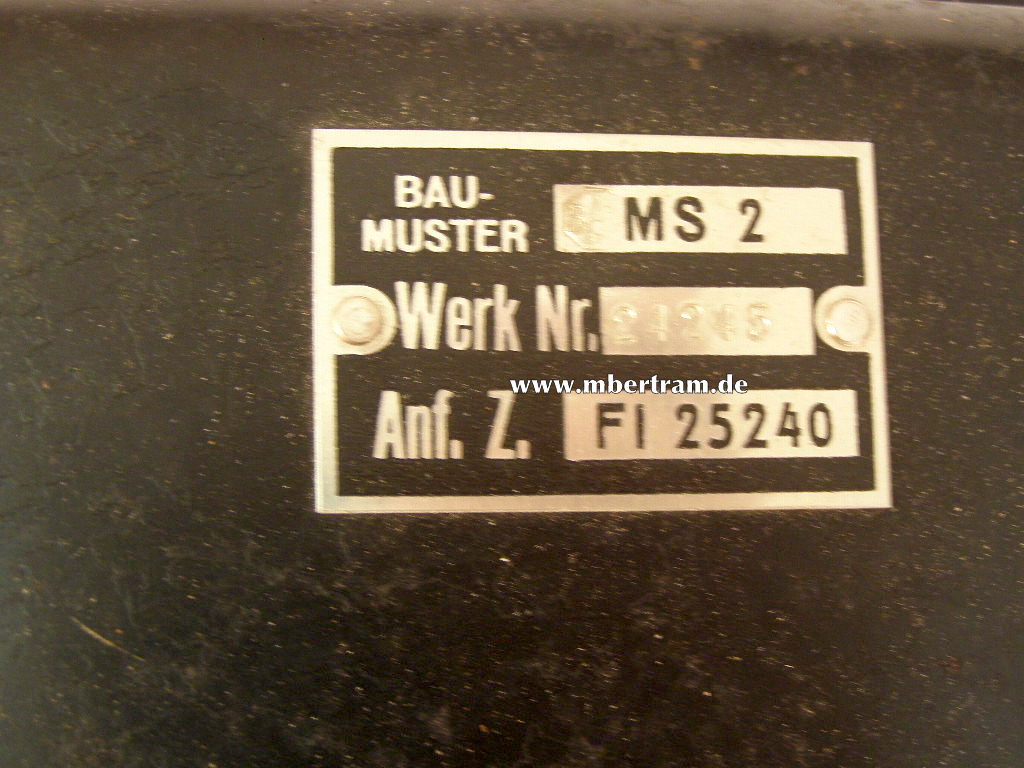 BAU-
MUSTER MS 2
Werk Nr.
www.mbertram.de
Anf. Z. FI 25240